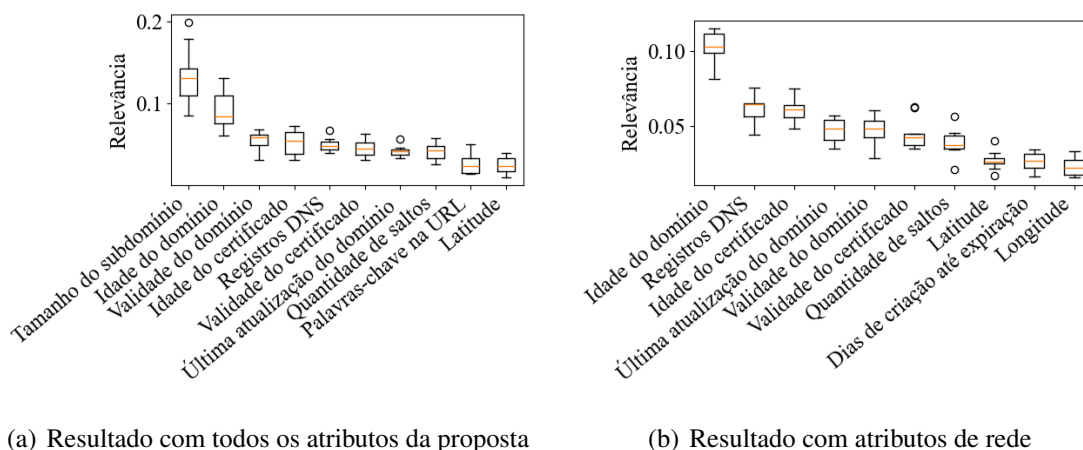 0.2
0.1
Relevância
Tamanho do subdomínio
Idade do domínio
Validade do domínio
Idade do certificado
Registros DNS
Validade do certificado
Última atualização do domínio
Quantidade de saltos
Palavras-chave na URL
Latitude
(a) Resultado com todos os atributos da proposta
0.10
0.05
Relevância
Idade do domínio
Registros DNS
Idade do certificado
Última atualização do domínio
Validade do domínio
Validade do certificado
Quantidade de saltos
Latitude
Dias de criação até expiração
Longitude
(b) Resultado com atributos de rede